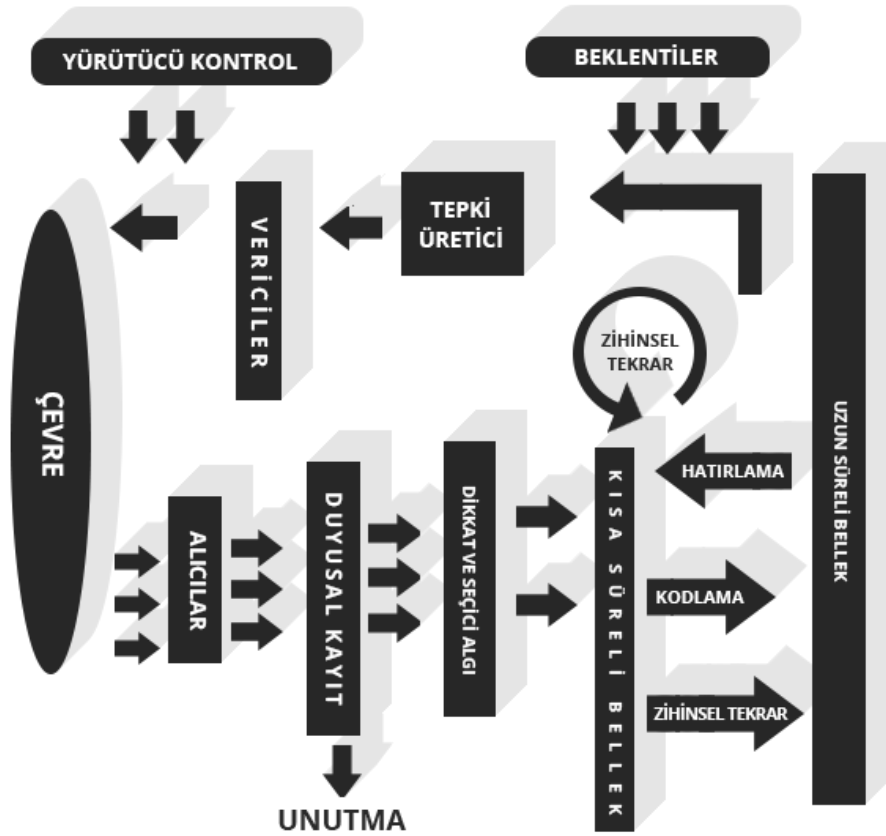 YÜRÜTÜCÜ KONTROL
BEKLENTİLER
VERİCİLER
TEPKİ
ÜRETİCİ
ZİHİNSEL
TEKRAR
ÇEVRE
ALICILAR
DUYUSAL KAYIT
DİKKAT VE SEÇİCİ ALGI
KISA SÜRELİ BELLEK
HATIRLAMA
KODLAMA
ZİHİNSEL TEKRAR
UZUN SÜRELİ BELLEK
UNUTMA